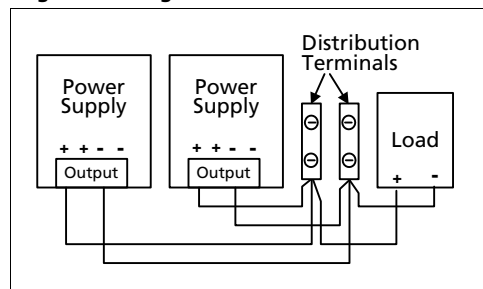 Distribution
Terminals
Power
Supply
+ + - -
Output
Power
Supply
+ + - -
Output
Load
+ -